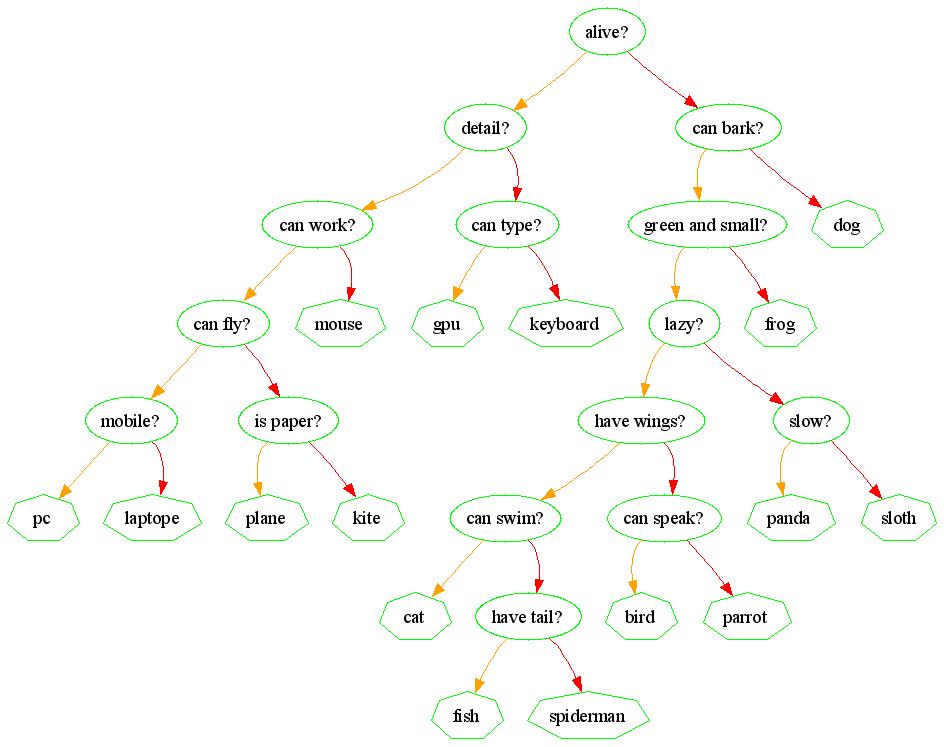 alive?
detail?
can bark?
can work?
can type?
green and small?
dog
can fly?
mouse
gpu
keyboard
lazy?
frog
mobile?
is paper?
have wings?
slow?
pc
laptope
plane
kite
can swim?
can speak?
panda
sloth
cat
have tail?
bird
parrot
fish
spiderman